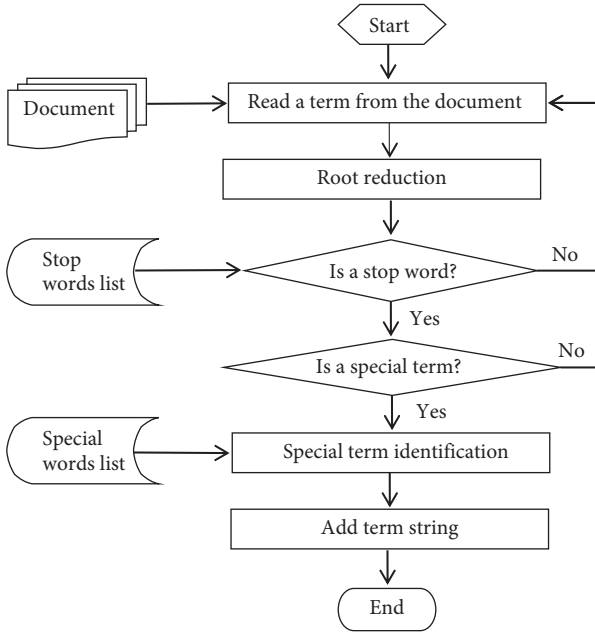 Start
Document
Read a term from the document
Root reduction
Stop
words list
Is a stop word?
No
Yes
Is a special term?
No
Yes
Special
words list
Special term identification
Add term string
End